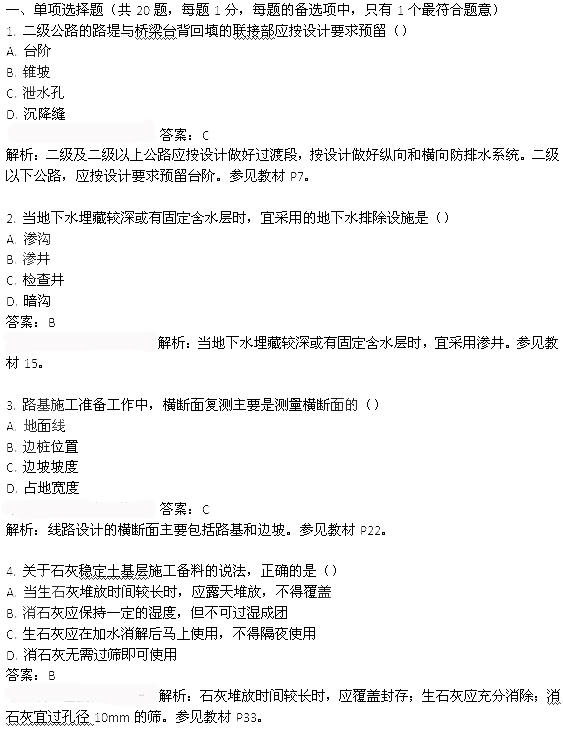 一、单项选择题（共 20 题，每题 1 分，每题的备选项中，只有 1 个最符合题意）
1. 二级公路的路堤与桥梁台背回填的联接部应按设计要求预留（）
A. 台阶
B. 锥坡
C. 泄水孔
D. 沉降缝
答案：C
解析：二级及二级以上公路应按设计做好过渡段，按设计做好纵向和横向防排水系统。二级
以下公路，应按设计要求预留台阶。参见教材 P7。
2. 当地下水埋藏较深或有固定含水层时，宜采用的地下水排除设施是（）
A. 渗沟
B. 渗井
C. 检查井
D. 暗沟
答案：B
解析：当地下水埋藏较深或有固定含水层时，宜采用渗井。参见教
材 15。
3. 路基施工准备工作中，横断面复测主要是测量横断面的（）
A. 地面线
B. 边桩位置
C. 边坡坡度
D. 占地宽度
答案：C
解析：线路设计的横断面主要包括路基和边坡。参见教材 P22。
4. 关于石灰稳定土基层施工备料的说法，正确的是（）
A. 当生石灰堆放时间较长时，应露天堆放，不得覆盖
B. 消石灰应保持一定的湿度，但不可过湿成团
C. 生石灰应在加水消解后马上使用，不得隔夜使用
D. 消石灰无需过筛即可使用
答案：B
解析：石灰堆放时间较长时，应覆盖封存；生石灰应充分消除；消
石灰宜过孔径 10mm 的筛。参见教材 P33。